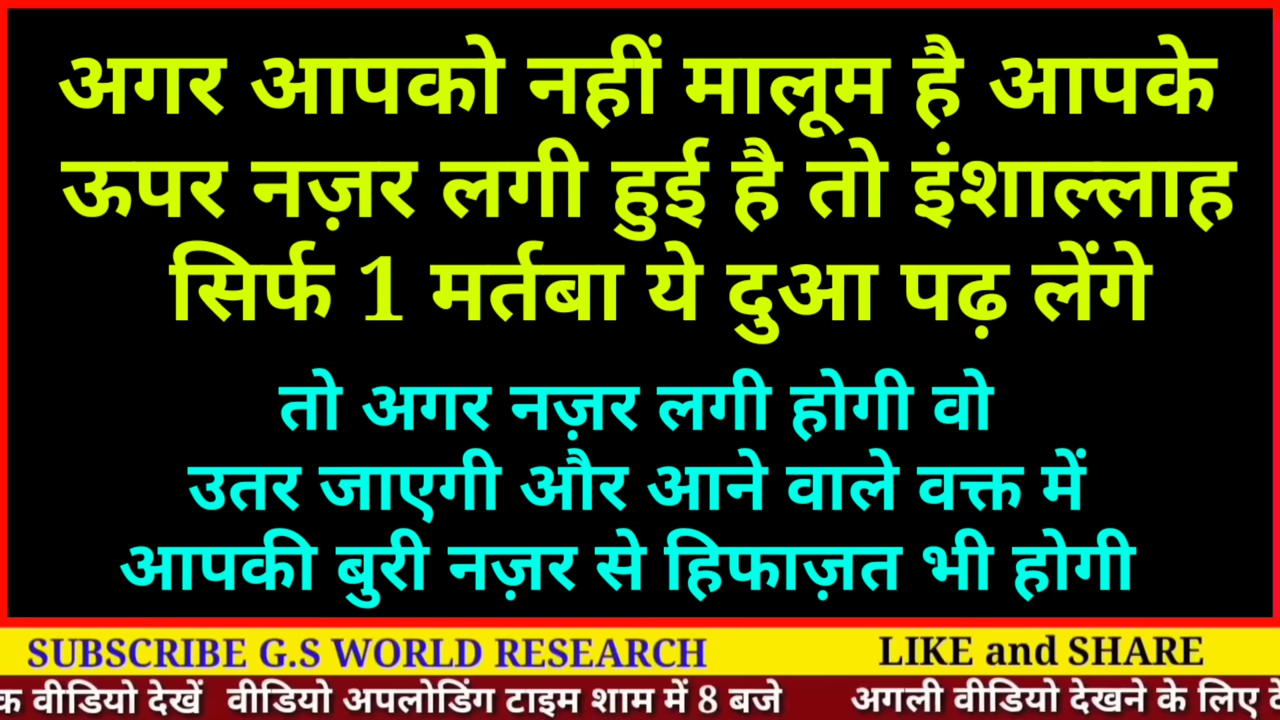 अगर आपको नहीं मालूम है आपके
ऊपर नज़र लगी हुई है तो इंशाल्लाह
सिर्फ 1 मर्तबा ये दुआ पढ़ लेंगे
तो अगर नज़र लगी होगी वो
उतर जाएगी और आने वाले वक्त में
आपकी बुरी नज़र से हिफाज़त भी होगी
SUBSCRIBE G.S WORLD RESEARCH LIKE and SHARE
वीडियो देखें वीडियो अपलोडिंग टाइम शाम में 8 बजे अगली वीडियो देखने के लिए